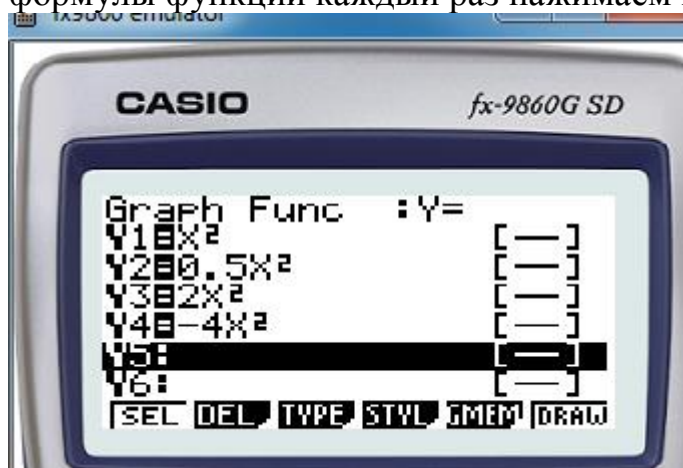 формулы функции каждый раз нажимаем
fx9860 emulator
CASIO fx-9860G SD
Graph Func :Y=
Y1=X² [—]
Y2=0.5X² [—]
Y3=2X² [—]
Y4=-4X² [—]
Y5: [—]
Y6: [—]
SEL DEL TYPE STYL GMEM DRAW